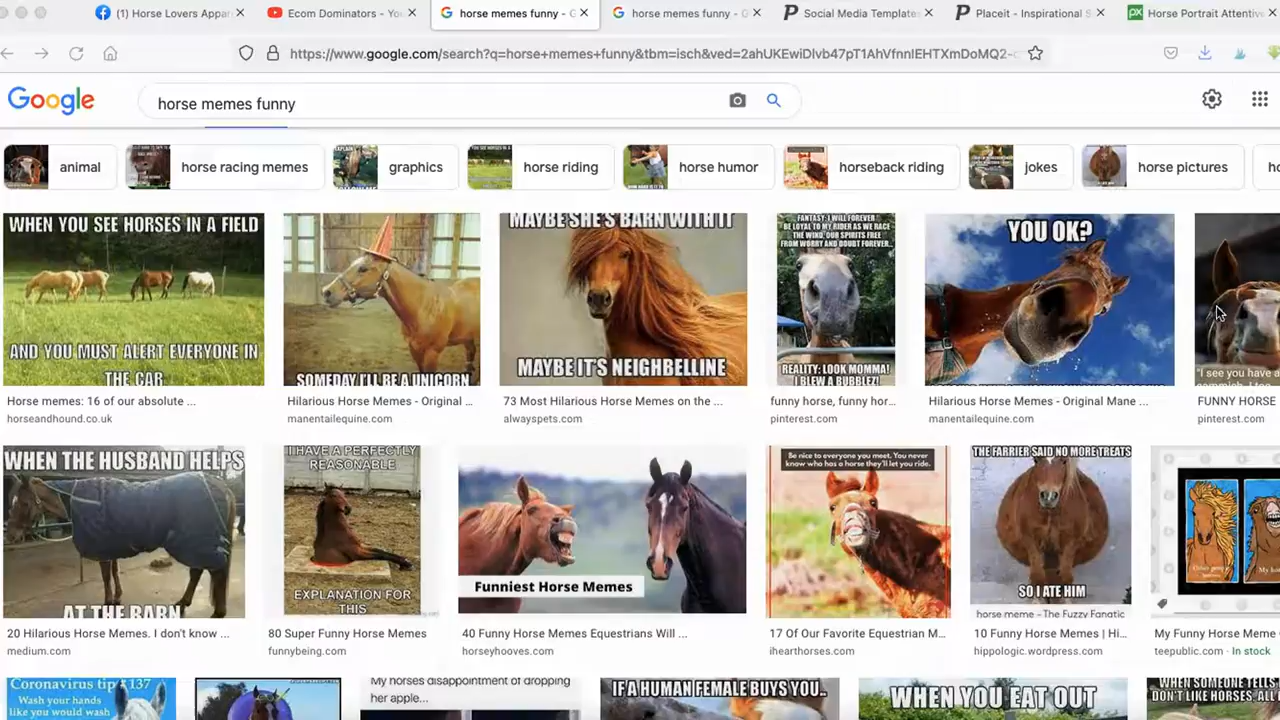 (1) Horse Lovers Appar
Ecom Dominators - Yo
horse memes funny - G
horse memes funny - G
Social Media Template
Placeit - Inspirational S
Horse Portrait Attentiv
https://www.google.com/search?q=horse+memes+funny&tbm=isch&ved=2ahUKEwiDlvb47pT1AhVfnnIEHTXmDoMQ2-c
Google
horse memes funny
animal
horse racing memes
graphics
horse riding
horse humor
horseback riding
jokes
horse pictures
WHEN YOU SEE HORSES IN A FIELD
AND YOU MUST ALERT EVERYONE IN
THE CAR
SOMEDAY I'LL BE A UNICORN
MAYBE SHE'S BARN WITH IT
MAYBE IT'S NEIGHBELLINE
FANTASY: I WILL FOREVER
BE LOYAL TO MY RIDER AS WE RACE
THE WIND, OUR SPIRITS FREE
FROM WORRY AND DOUBT FOREVER...
REALITY: LOOK MOMMA!
I BLEW A BUBBLEZ!
YOU OK?
"I see you have a
Horse memes: 16 of our absolute ...
horseandhound.co.uk
Hilarious Horse Memes - Original ...
manentailequine.com
73 Most Hilarious Horse Memes on the ...
alwayspets.com
funny horse, funny hor...
pinterest.com
Hilarious Horse Memes - Original Mane ...
manentailequine.com
FUNNY HORSE
pinterest.com
WHEN THE HUSBAND HELPS
AT THE BARN
I HAVE A PERFECTLY
REASONABLE
EXPLANATION FOR
THIS
Funniest Horse Memes
Be nice to everyone you meet. You never
know who has a horse they'll let you ride.
THE FARRIER SAID NO MORE TREATS
SO I ATE HIM
horse meme - The Fuzzy Fanatic
20 Hilarious Horse Memes. I don't know ...
medium.com
80 Super Funny Horse Memes
funnybeing.com
40 Funny Horse Memes Equestrians Will ...
horseyhooves.com
17 Of Our Favorite Equestrian M...
ihearthorses.com
10 Funny Horse Memes | Hi...
hippologic.wordpress.com
My Funny Horse Meme
teepublic.com · In stock
Coronavirus tip #137
Wash your hands
like you would wash
My horses disappointment of dropping
her apple...
IF A HUMAN FEMALE BUYS YOU..
WHEN YOU EAT OUT
WHEN SOMEONE TELLS
DON'T LIKE HORSES, ALL